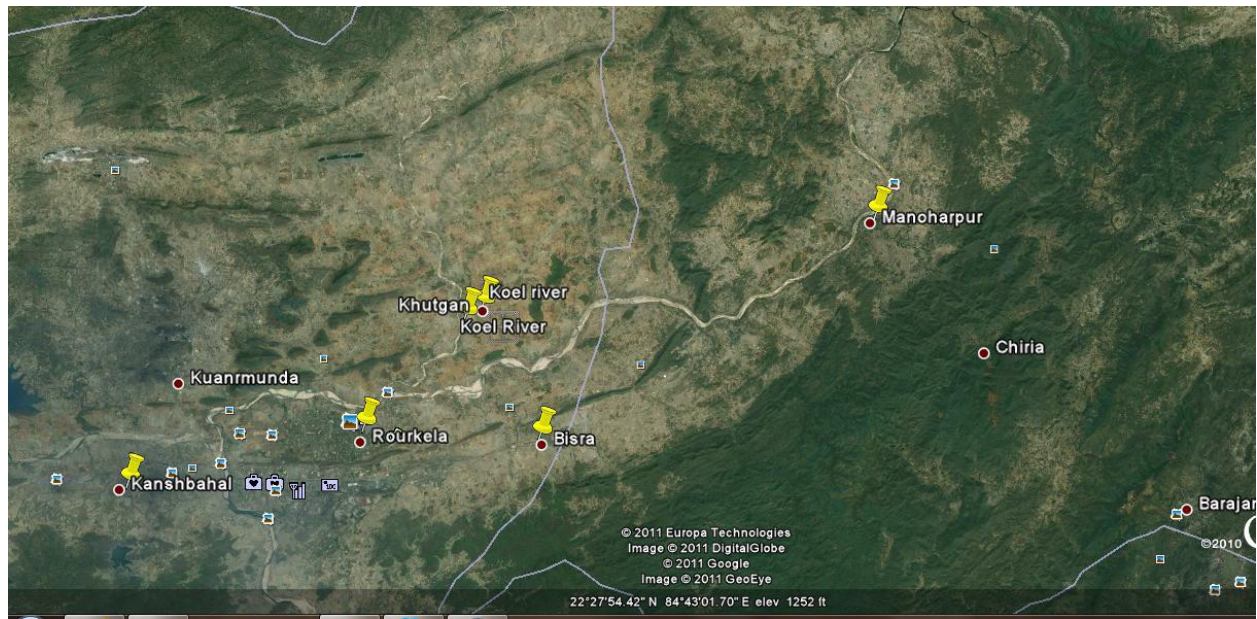 Manoharpur
Koel river
Khutgan
Koel River
Chiria
Kuanrmunda
Rourkela
Bisra
Kanshbahal
Barajar
© 2011 Europa Technologies
Image © 2011 DigitalGlobe
© 2011 Google
Image © 2011 GeoEye
©2010
22°27'54.42" N 84°43'01.70" E elev 1252 ft